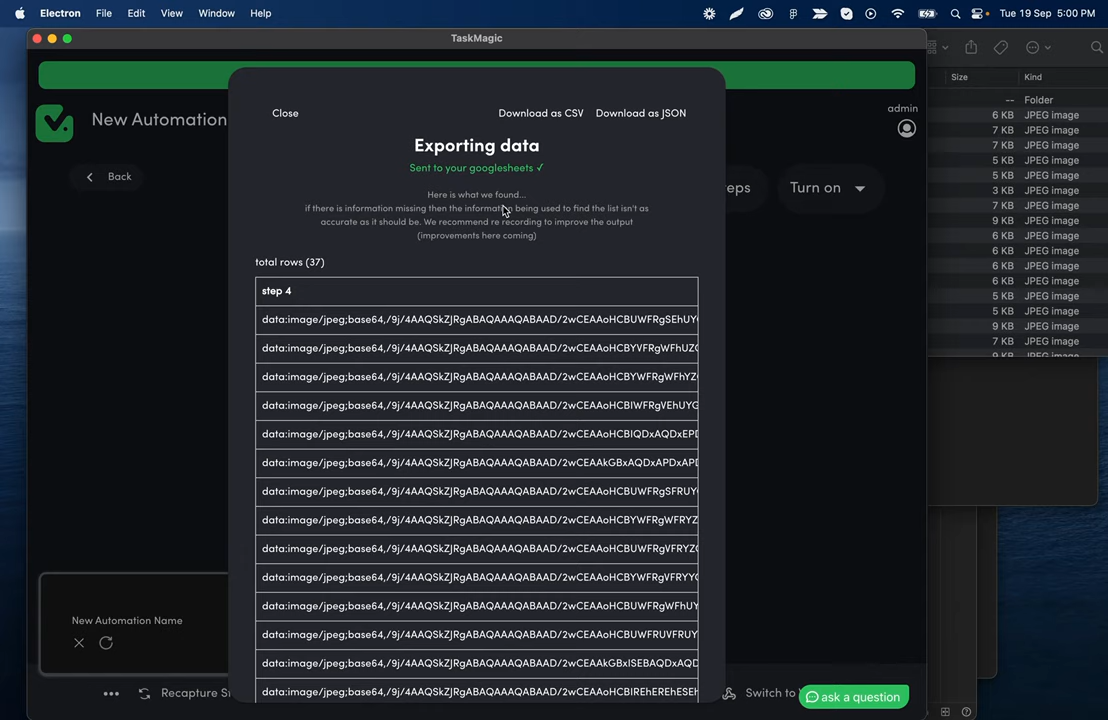 Electron File Edit View Window Help
Tue 19 Sep 5:00 PM
TaskMagic
Size Kind
New Automation
admin
Back
Turn on
Close
Download as CSV Download as JSON
Exporting data
Sent to your googlesheets ✓
Here is what we found...
if there is information missing then the information being used to find the list isn't as
accurate as it should be. We recommend re recording to improve the output
(improvements here coming)
total rows (37)
step 4
data:image/jpeg;base64,/9j/4AAQSkZJRgABAQAAAQABAAD/2wCEAAoHCBUWFRgSEhUY
data:image/jpeg;base64,/9j/4AAQSkZJRgABAQAAAQABAAD/2wCEAAoHCBYVFRgWFhUZ
data:image/jpeg;base64,/9j/4AAQSkZJRgABAQAAAQABAAD/2wCEAAoHCBYWFRgWFhYZ
data:image/jpeg;base64,/9j/4AAQSkZJRgABAQAAAQABAAD/2wCEAAoHCBIWFRgVEhUYG
data:image/jpeg;base64,/9j/4AAQSkZJRgABAQAAAQABAAD/2wCEAAoHCBIQDxAQDxEPD
data:image/jpeg;base64,/9j/4AAQSkZJRgABAQAAAQABAAD/2wCEAAkGBxAQDxAPDxAPD
data:image/jpeg;base64,/9j/4AAQSkZJRgABAQAAAQABAAD/2wCEAAoHCBUWFRgSFRUY
data:image/jpeg;base64,/9j/4AAQSkZJRgABAQAAAQABAAD/2wCEAAoHCBYWFRgWFRYZ
data:image/jpeg;base64,/9j/4AAQSkZJRgABAQAAAQABAAD/2wCEAAoHCBUWFRgVFRYZ
data:image/jpeg;base64,/9j/4AAQSkZJRgABAQAAAQABAAD/2wCEAAoHCBYWFRgVFRYY
data:image/jpeg;base64,/9j/4AAQSkZJRgABAQAAAQABAAD/2wCEAAoHCBUWFRgWFhUY
data:image/jpeg;base64,/9j/4AAQSkZJRgABAQAAAQABAAD/2wCEAAoHCBUWFRUVFRUY
data:image/jpeg;base64,/9j/4AAQSkZJRgABAQAAAQABAAD/2wCEAAkGBxISEBAQDxAQD
data:image/jpeg;base64,/9j/4AAQSkZJRgABAQAAAQABAAD/2wCEAAoHCBIREhEREhESEh
-- Folder
6 KB JPEG image
7 KB JPEG image
7 KB JPEG image
5 KB JPEG image
5 KB JPEG image
3 KB JPEG image
7 KB JPEG image
9 KB JPEG image
6 KB JPEG image
6 KB JPEG image
6 KB JPEG image
6 KB JPEG image
5 KB JPEG image
5 KB JPEG image
9 KB JPEG image
7 KB JPEG image
9 KB JPEG image
New Automation Name
Recapture
Switch to
ask a question